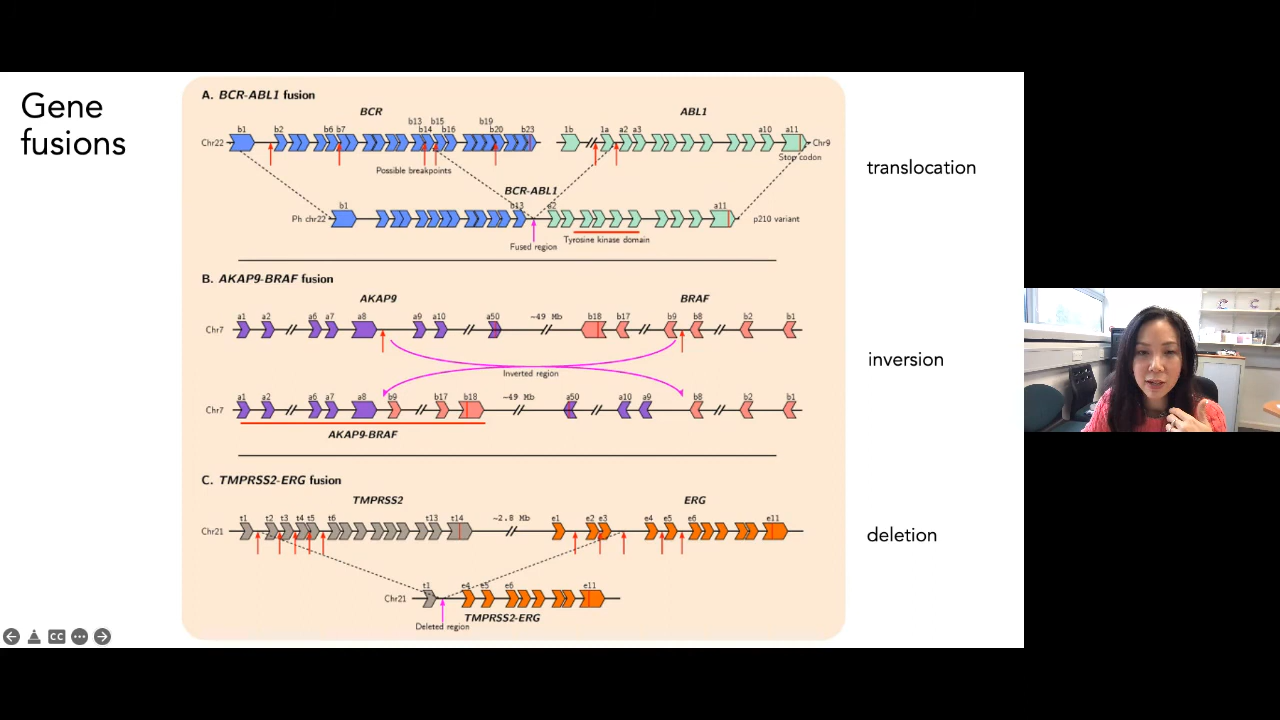 Gene
fusions
A. BCR-ABL1 fusion
BCR
ABL1
b1 b2 b6 b7 b13 b14 b15 b16 b19 b20 b23
1b 1a a2 a3 a10 a11
Chr22
Chr9
Possible breakpoints
Stop codon
BCR-ABL1
b1 b13 e2 a11
Ph chr22
p210 variant
Fused region
Tyrosine kinase domain
translocation
B. AKAP9-BRAF fusion
AKAP9
BRAF
a1 a2 a6 a7 a8 a9 a10 a50 ~49 Mb b18 b17 b9 b8 b2 b1
Chr7
Inverted region
inversion
a1 a2 a6 a7 a8 b9 b17 b18 ~49 Mb a50 a10 a9 b8 b2 b1
Chr7
AKAP9-BRAF
C. TMPRSS2-ERG fusion
TMPRSS2
ERG
t1 t2 t3 t4 t5 t6 t13 t14 ~2.8 Mb e1 e2 e3 e4 e5 e6 e11
Chr21
deletion
t1 e4 e5 e6 e11
Chr21
TMPRSS2-ERG
Deleted region
CC